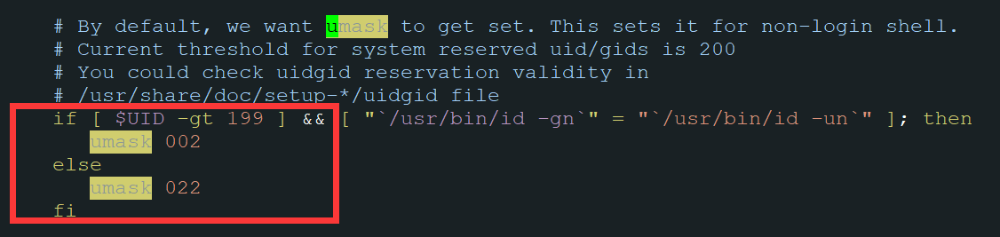 # By default, we want umask to get set. This sets it for non-login shell.
# Current threshold for system reserved uid/gids is 200
# You could check uidgid reservation validity in
# /usr/share/doc/setup-*/uidgid file
if [ $UID -gt 199 ] && [ "`/usr/bin/id -gn`" = "`/usr/bin/id -un`" ]; then
umask 002
else
umask 022
fi